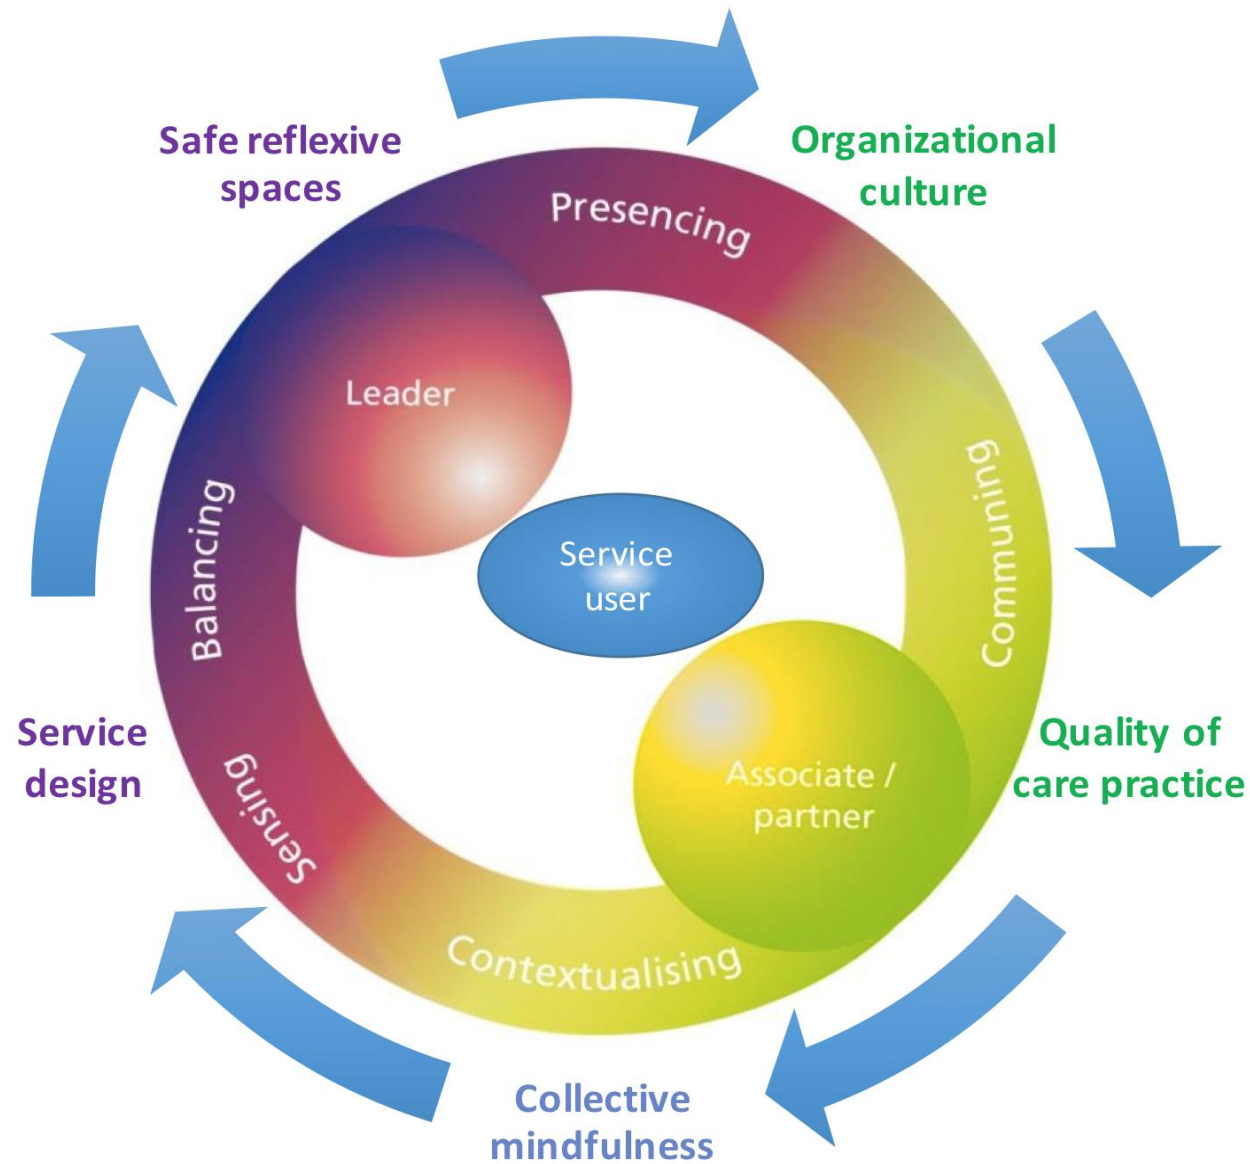 Safe reflexive
spaces
Organizational
culture
Presencing
Leader
Balancing
Communing
Service
user
Service
design
Sensing
Associate /
partner
Quality of
care practice
Contextualising
Collective
mindfulness